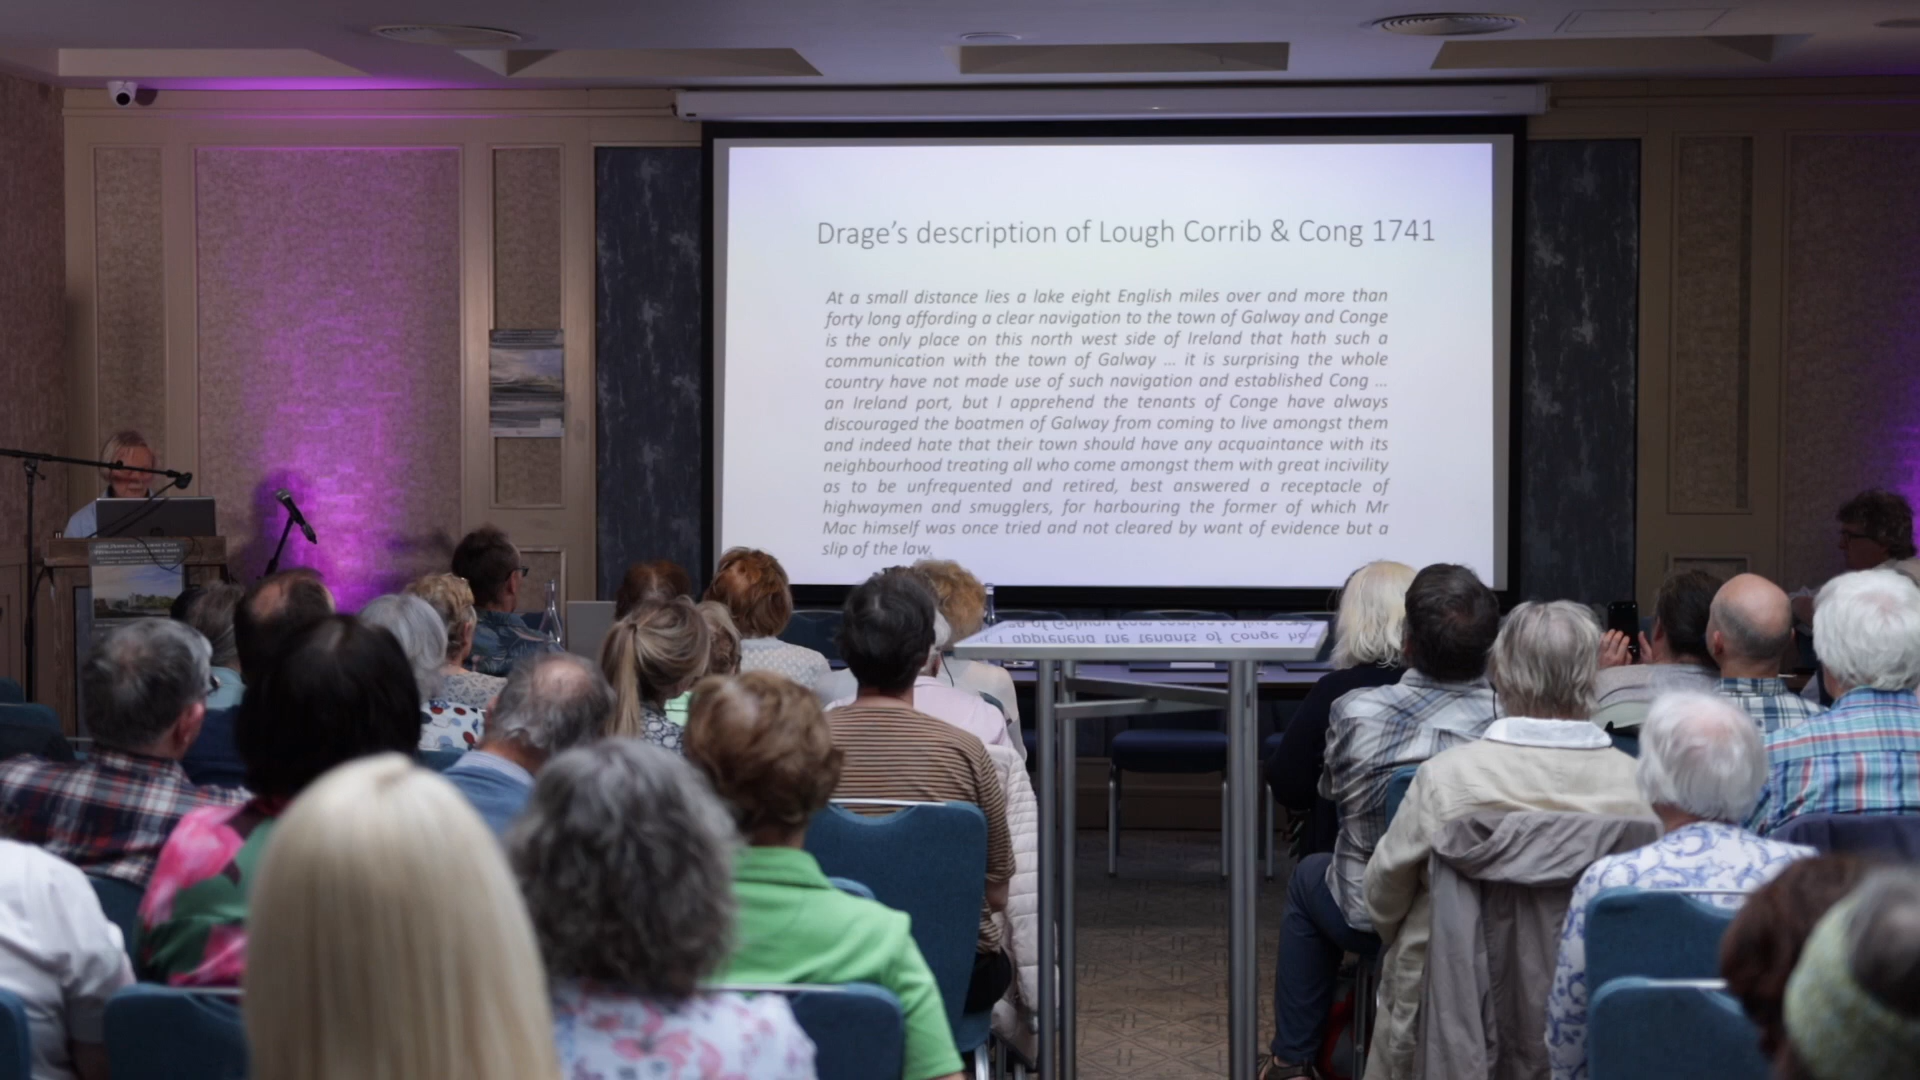 Drage's description of Lough Corrib & Cong 1741
At a small distance lies a lake eight English miles over and more than
forty long affording a clear navigation to the town of Galway and Conge
is the only place on this north west side of Ireland that hath such a
communication with the town of Galway ... it is surprising the whole
country have not made use of such navigation and established Cong ...
an Ireland port, but I apprehend the tenants of Conge have always
discouraged the boatmen of Galway from coming to live amongst them
and indeed hate that their town should have any acquaintance with its
neighbourhood treating all who come amongst them with great incivility
as to be unfrequented and retired, best answered a receptacle of
highwaymen and smugglers, for harbouring the former of which Mr
Mac himself was once tried and not cleared by want of evidence but a
slip of the law.
I apprehend the tenants of Conge